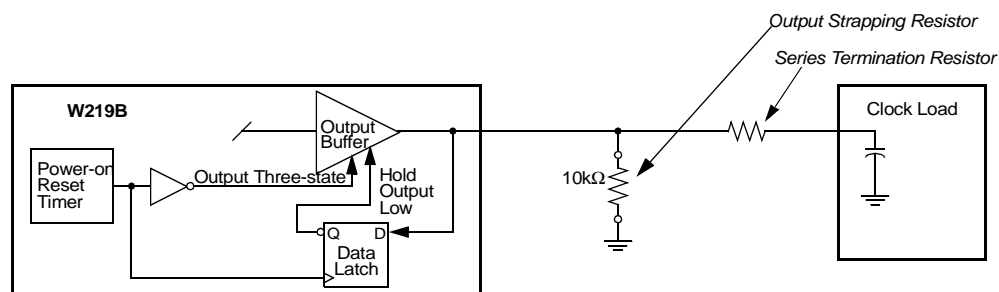 Output Strapping Resistor
Series Termination Resistor
W219B
Clock Load
Output
Buffer
Power-on
Reset
Timer
Output Three-state
Hold
Output
Low
10kΩ
Q
D
Data
Latch